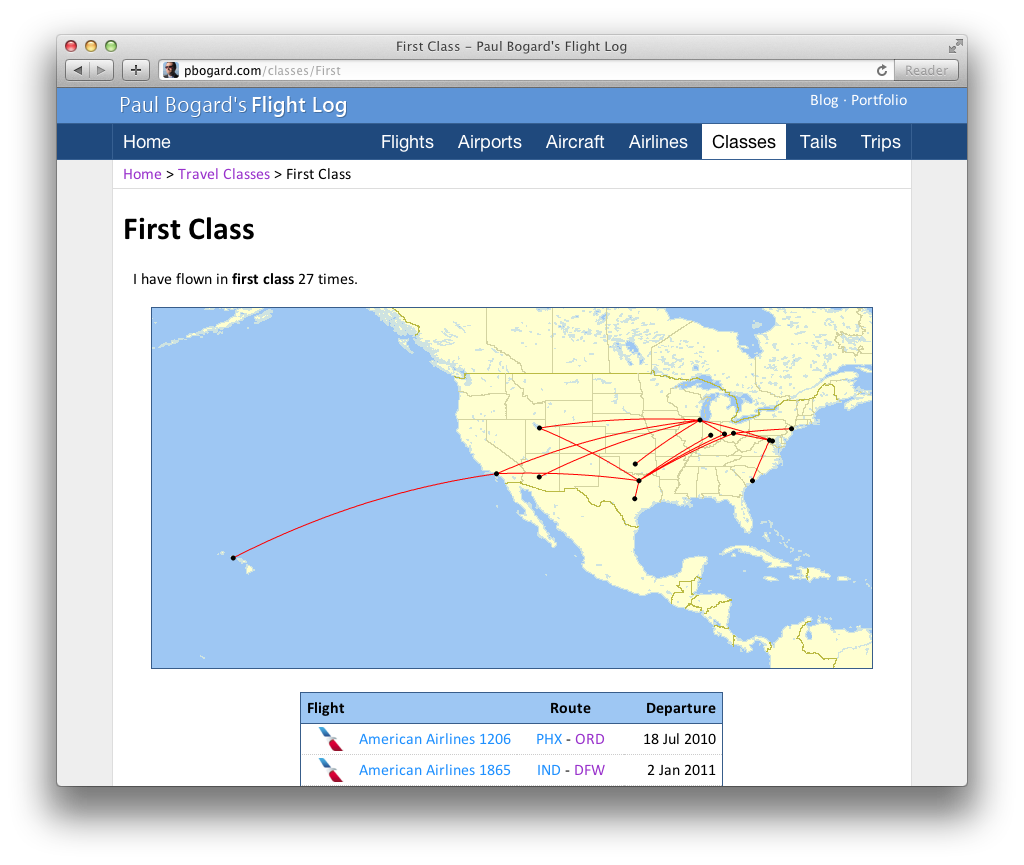 First Class – Paul Bogard's Flight Log
pbogard.com/classes/First
Reader
Paul Bogard's Flight Log
Blog · Portfolio
Home Flights Airports Aircraft Airlines Classes Tails Trips
Home > Travel Classes > First Class
First Class
I have flown in first class 27 times.
Flight Route Departure
American Airlines 1206 PHX - ORD 18 Jul 2010
American Airlines 1865 IND - DFW 2 Jan 2011